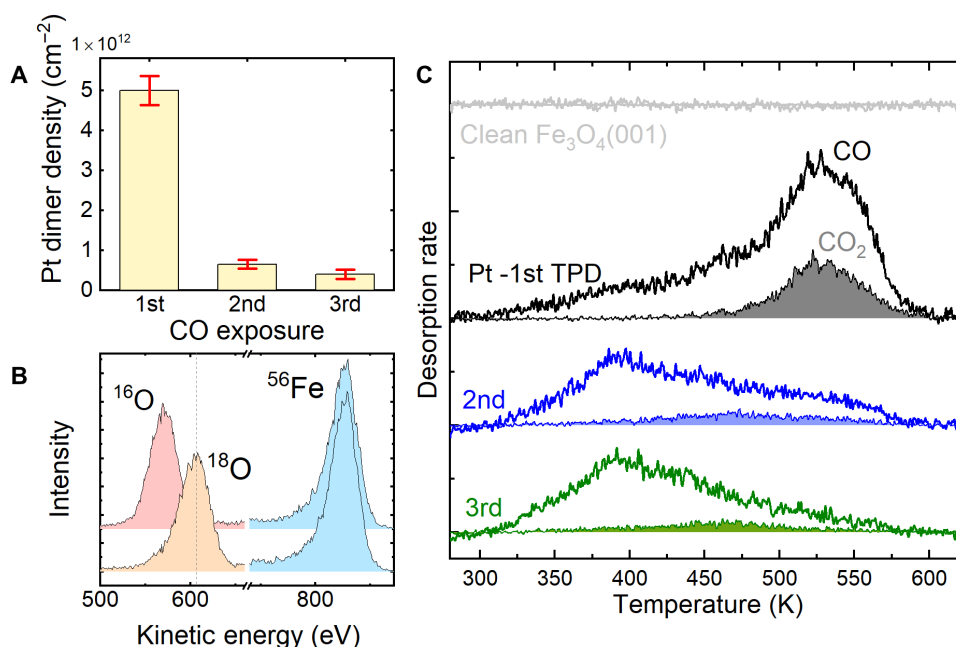 A
1×10¹²
Pt dimer density (cm⁻²)
5
4
3
2
1
0
1st 2nd 3rd
CO exposure
B
Intensity
¹⁶O
¹⁸O
⁵⁶Fe
500 600 800
Kinetic energy (eV)
C
Desorption rate
Clean Fe₃O₄(001)
CO
CO₂
Pt -1st TPD
2nd
3rd
300 350 400 450 500 550 600
Temperature (K)